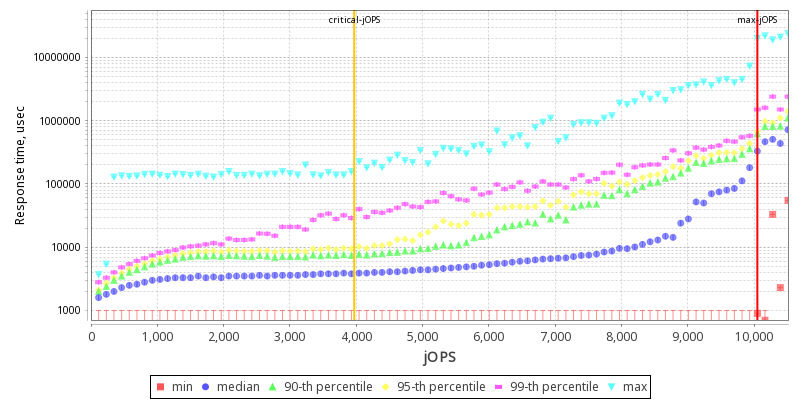 critical-jOPS
max-jOPS
Response time, usec
10000000
1000000
100000
10000
1000
0
1,000
2,000
3,000
4,000
5,000
6,000
7,000
8,000
9,000
10,000
jOPS
min
median
90-th percentile
95-th percentile
99-th percentile
max